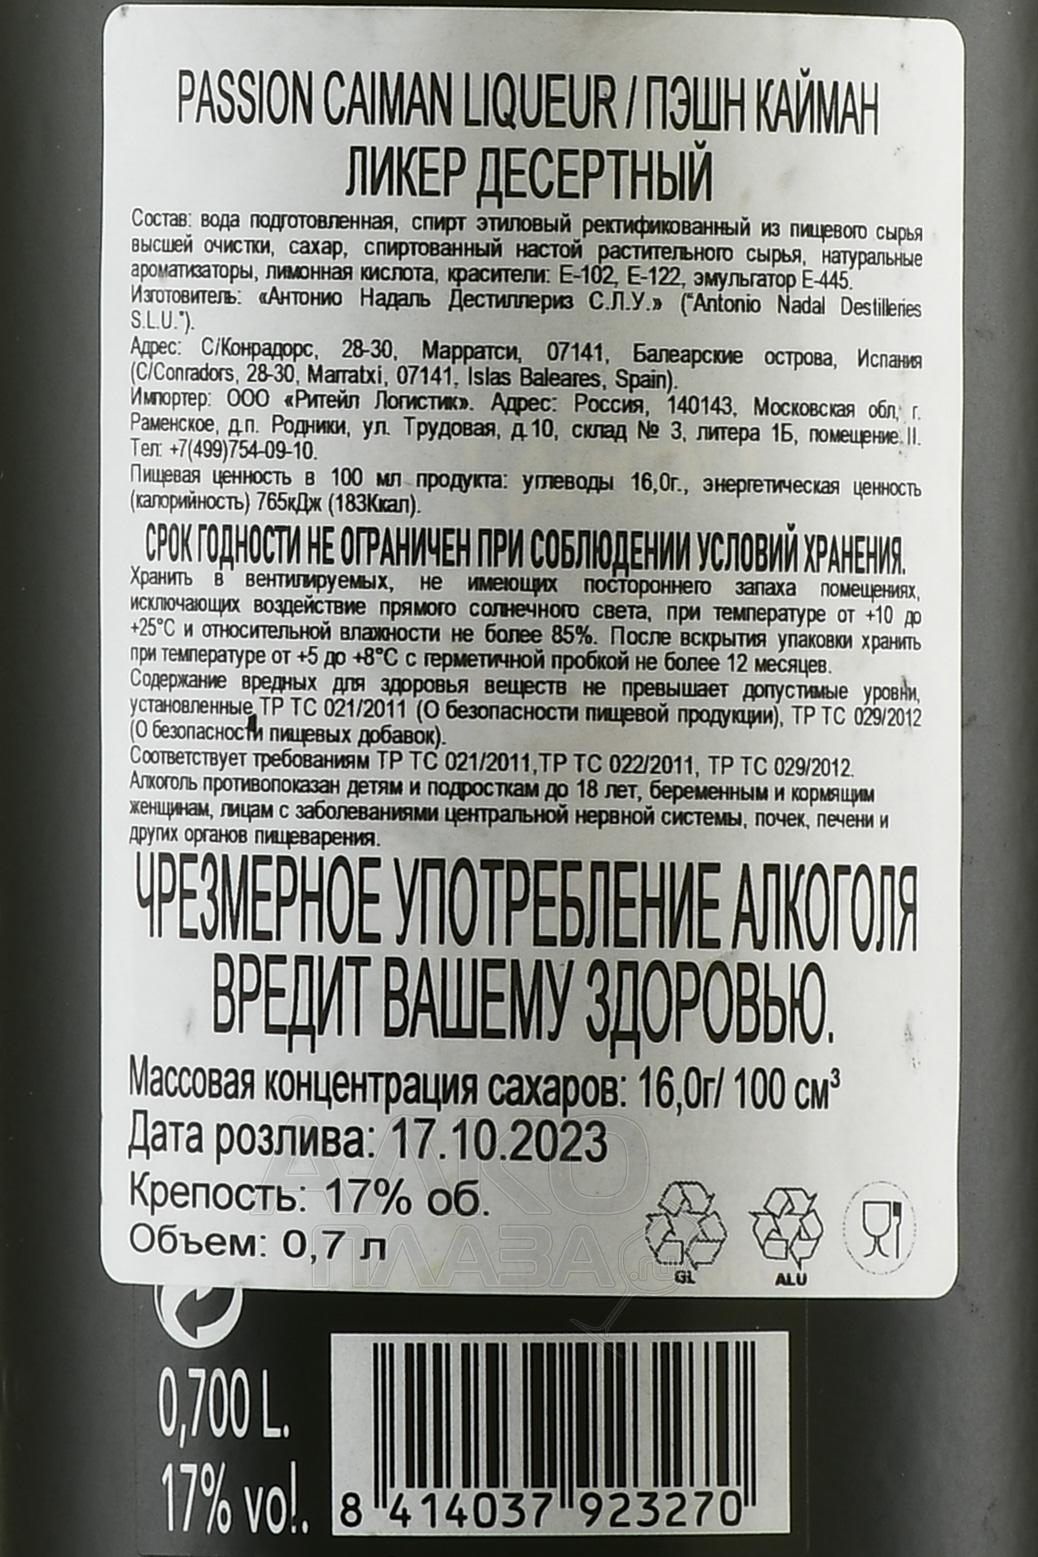 PASSION CAIMAN LIQUEUR / ПЭШН КАЙМАН
ЛИКЕР ДЕСЕРТНЫЙ
Состав: вода подготовленная, спирт этиловый ректификованный из пищевого сырья
высшей очистки, сахар, спиртованный настой растительного сырья, натуральные
ароматизаторы, лимонная кислота, красители: Е-102, Е-122, эмульгатор Е-445.
Изготовитель: «Антонио Надаль Дестиллериз С.Л.У.» ("Antonio Nadal Destilleries
S.L.U.").
Адрес: С/Конрадорс, 28-30, Марратси, 07141, Балеарские острова, Испания
(C/Conradors, 28-30, Marratxi, 07141, Islas Baleares, Spain).
Импортер: ООО «Ритейл Логистик». Адрес: Россия, 140143, Московская обл, г.
Раменское, д.п. Родники, ул. Трудовая, д.10, склад № 3, литера 1Б, помещение II.
Тел: +7(499)754-09-10.
Пищевая ценность в 100 мл продукта: углеводы 16,0г., энергетическая ценность
(калорийность) 765кДж (183Ккал).
СРОК ГОДНОСТИ НЕ ОГРАНИЧЕН ПРИ СОБЛЮДЕНИИ УСЛОВИЙ ХРАНЕНИЯ.
Хранить в вентилируемых, не имеющих постороннего запаха помещениях,
исключающих воздействие прямого солнечного света, при температуре от +10 до
+25°С и относительной влажности не более 85%. После вскрытия упаковки хранить
при температуре от +5 до +8°С с герметичной пробкой не более 12 месяцев.
Содержание вредных для здоровья веществ не превышает допустимые уровни,
установленные ТР ТС 021/2011 (О безопасности пищевой продукции), ТР ТС 029/2012
(О безопасности пищевых добавок).
Соответствует требованиям ТР ТС 021/2011,ТР ТС 022/2011, ТР ТС 029/2012.
Алкоголь противопоказан детям и подросткам до 18 лет, беременным и кормящим
женщинам, лицам с заболеваниями центральной нервной системы, почек, печени и
других органов пищеварения.
ЧРЕЗМЕРНОЕ УПОТРЕБЛЕНИЕ АЛКОГОЛЯ
ВРЕДИТ ВАШЕМУ ЗДОРОВЬЮ.
Массовая концентрация сахаров: 16,0г/ 100 см³
Дата розлива: 17.10.2023
Крепость: 17% об.
Объем: 0,7 л
GL
ALU
АЛКО
ПЛАЗА.ru
0,700 L.
17% vol.
8 414037 923270